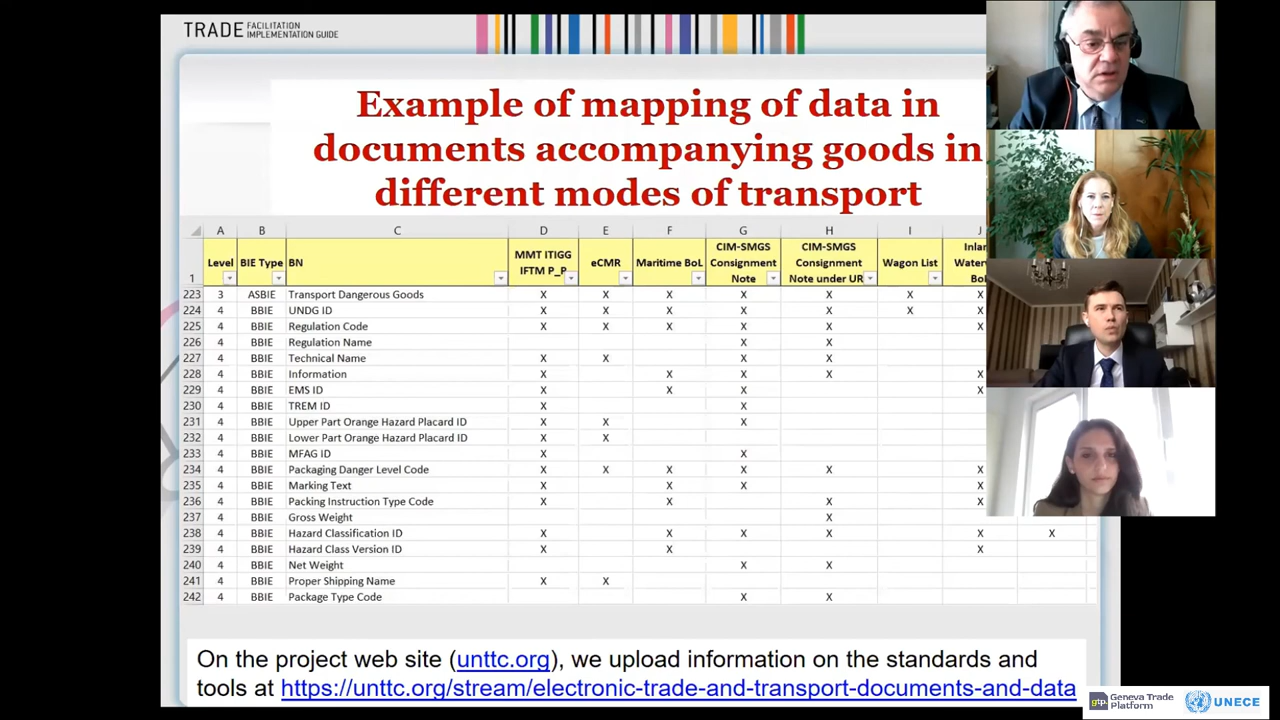 TRADE FACILITATION
IMPLEMENTATION GUIDE
Example of mapping of data in
documents accompanying goods in
different modes of transport
A B C D E F G H I J
1 Level BIE Type BN MMT ITIGG IFTM P_P eCMR Maritime BoL CIM-SMGS Consignment Note CIM-SMGS Consignment Note under UR Wagon List
223 3 ASBIE Transport Dangerous Goods X X X X X X X
224 4 BBIE UNDG ID X X X X X X X
225 4 BBIE Regulation Code X X X X X X
226 4 BBIE Regulation Name X X
227 4 BBIE Technical Name X X X X
228 4 BBIE Information X X X X X
229 4 BBIE EMS ID X X X X
230 4 BBIE TREM ID X X
231 4 BBIE Upper Part Orange Hazard Placard ID X X X
232 4 BBIE Lower Part Orange Hazard Placard ID X X
233 4 BBIE MFAG ID X X
234 4 BBIE Packaging Danger Level Code X X X X X X
235 4 BBIE Marking Text X X X X
236 4 BBIE Packing Instruction Type Code X X X X
237 4 BBIE Gross Weight X
238 4 BBIE Hazard Classification ID X X X X X X
239 4 BBIE Hazard Class Version ID X X X
240 4 BBIE Net Weight X X
241 4 BBIE Proper Shipping Name X X
242 4 BBIE Package Type Code X X
On the project web site (unttc.org), we upload information on the standards and
tools at https://unttc.org/stream/electronic-trade-and-transport-documents-and-data
gtp Geneva Trade
Platform
UNECE